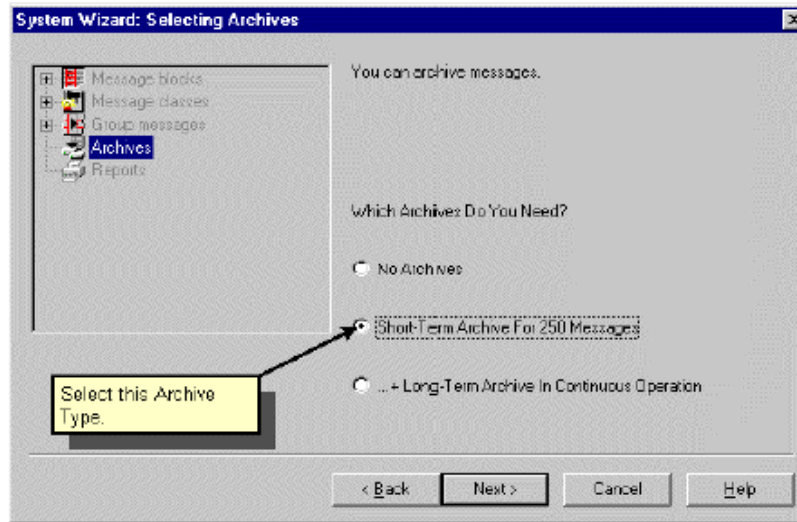 System Wizard: Selecting Archives
Message blocks
Message classes
Group messages
Archives
Reports
You can archive messages.
Which Archives Do You Need?
No Archives
Short-Term Archive For 250 Messages
... + Long-Term Archive In Continuous Operation
Select this Archive
Type.
< Back
Next >
Cancel
Help